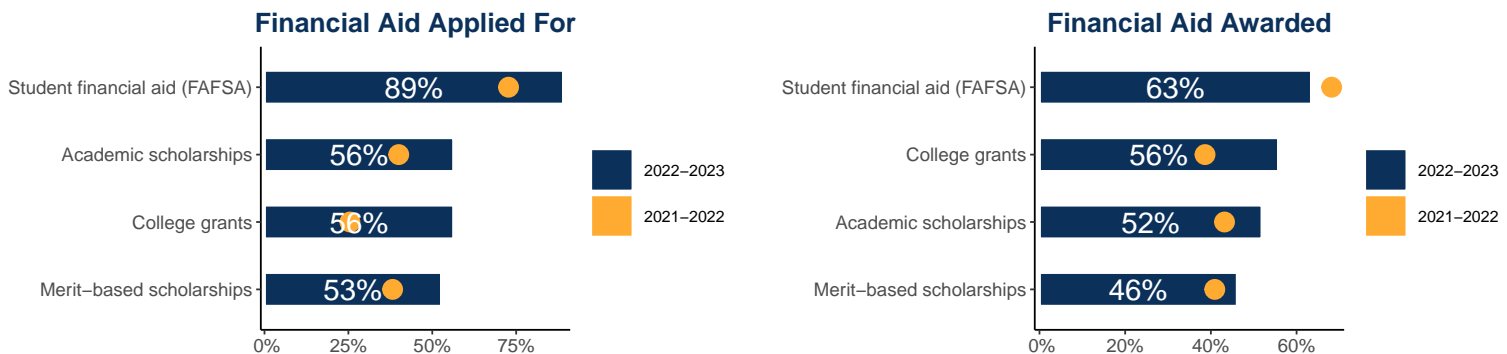 Financial Aid Applied For
Student financial aid (FAFSA)
89%
Academic scholarships
56%
College grants
56%
Merit−based scholarships
53%
0% 25% 50% 75%
2022−2023
2021−2022
Financial Aid Awarded
Student financial aid (FAFSA)
63%
College grants
56%
Academic scholarships
52%
Merit−based scholarships
46%
0% 20% 40% 60%
2022−2023
2021−2022